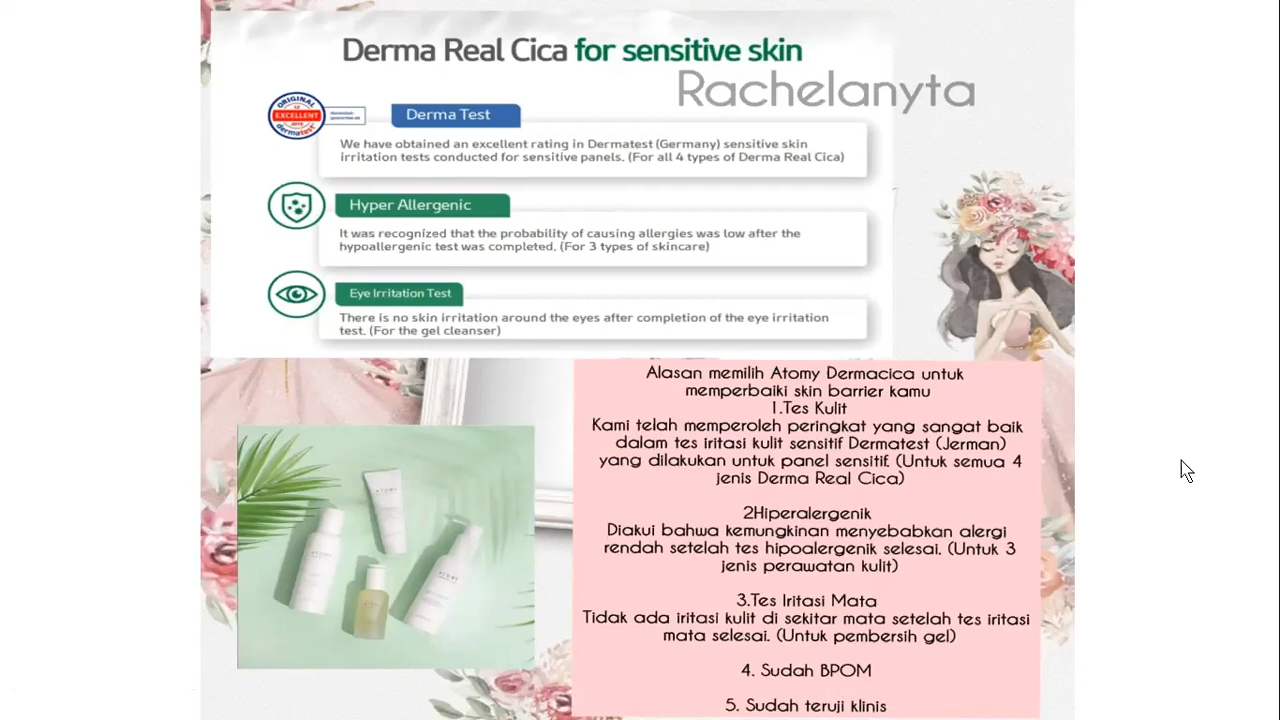 Derma Real Cica for sensitive skin
Rachelanyta
ORIGINAL
EXCELLENT
dermatest
Derma Test
We have obtained an excellent rating in Dermatest (Germany) sensitive skin
irritation tests conducted for sensitive panels. (For all 4 types of Derma Real Cica)
Hyper Allergenic
It was recognized that the probability of causing allergies was low after the
hypoallergenic test was completed. (For 3 types of skincare)
Eye Irritation Test
There is no skin irritation around the eyes after completion of the eye irritation
test. (For the gel cleanser)
Alasan memilih Atomy Dermacica untuk
memperbaiki skin barrier kamu
1.Tes Kulit
Kami telah memperoleh peringkat yang sangat baik
dalam tes iritasi kulit sensitif Dermatest (Jerman)
yang dilakukan untuk panel sensitif. (Untuk semua 4
jenis Derma Real Cica)
2Hiperalergenik
Diakui bahwa kemungkinan menyebabkan alergi
rendah setelah tes hipoalergenik selesai. (Untuk 3
jenis perawatan kulit)
3.Tes Iritasi Mata
Tidak ada iritasi kulit di sekitar mata setelah tes iritasi
mata selesai. (Untuk pembersih gel)
4. Sudah BPOM
5. Sudah teruji klinis
ATOMY
ATOMY
ATOMY